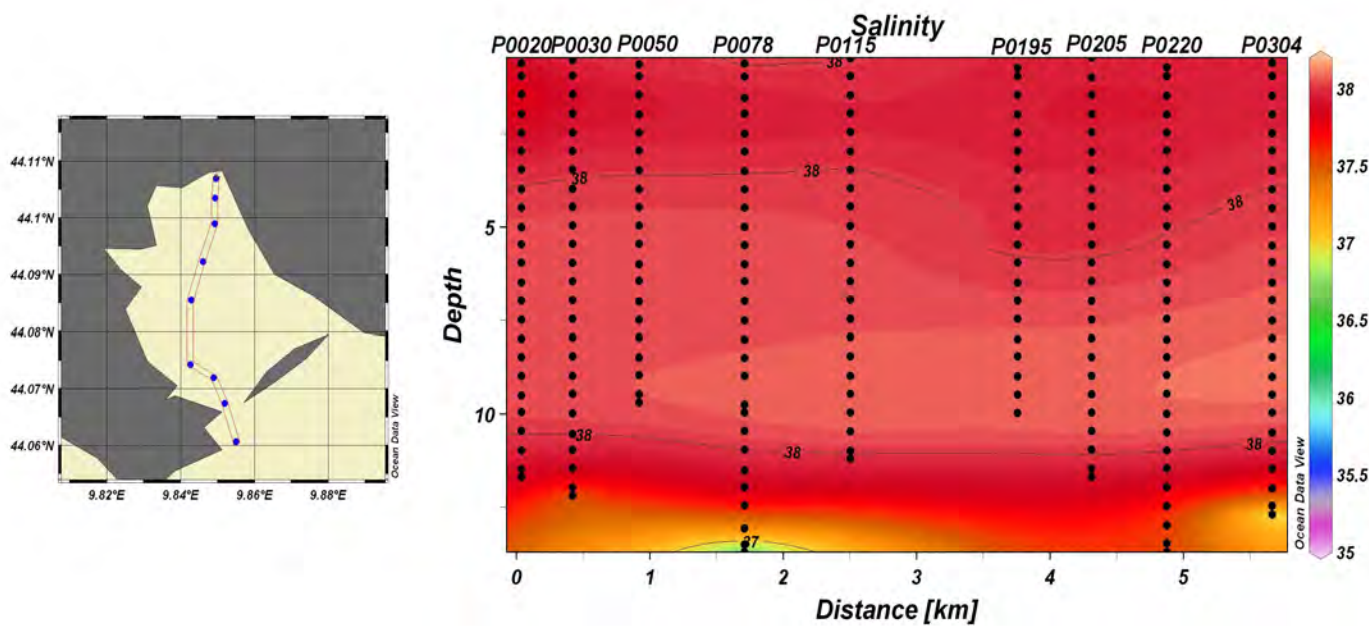 Salinity
P0020 P0030 P0050 P0078 P0115 P0195 P0205 P0220 P0304
44.11°N
44.1°N
44.09°N
44.08°N
44.07°N
44.06°N
9.82°E 9.84°E 9.86°E 9.88°E
Ocean Data View
Depth
5
10
38
38
38
38
38
38
38
37
0 1 2 3 4 5
Distance [km]
Ocean Data View
38
37.5
37
36.5
36
35.5
35